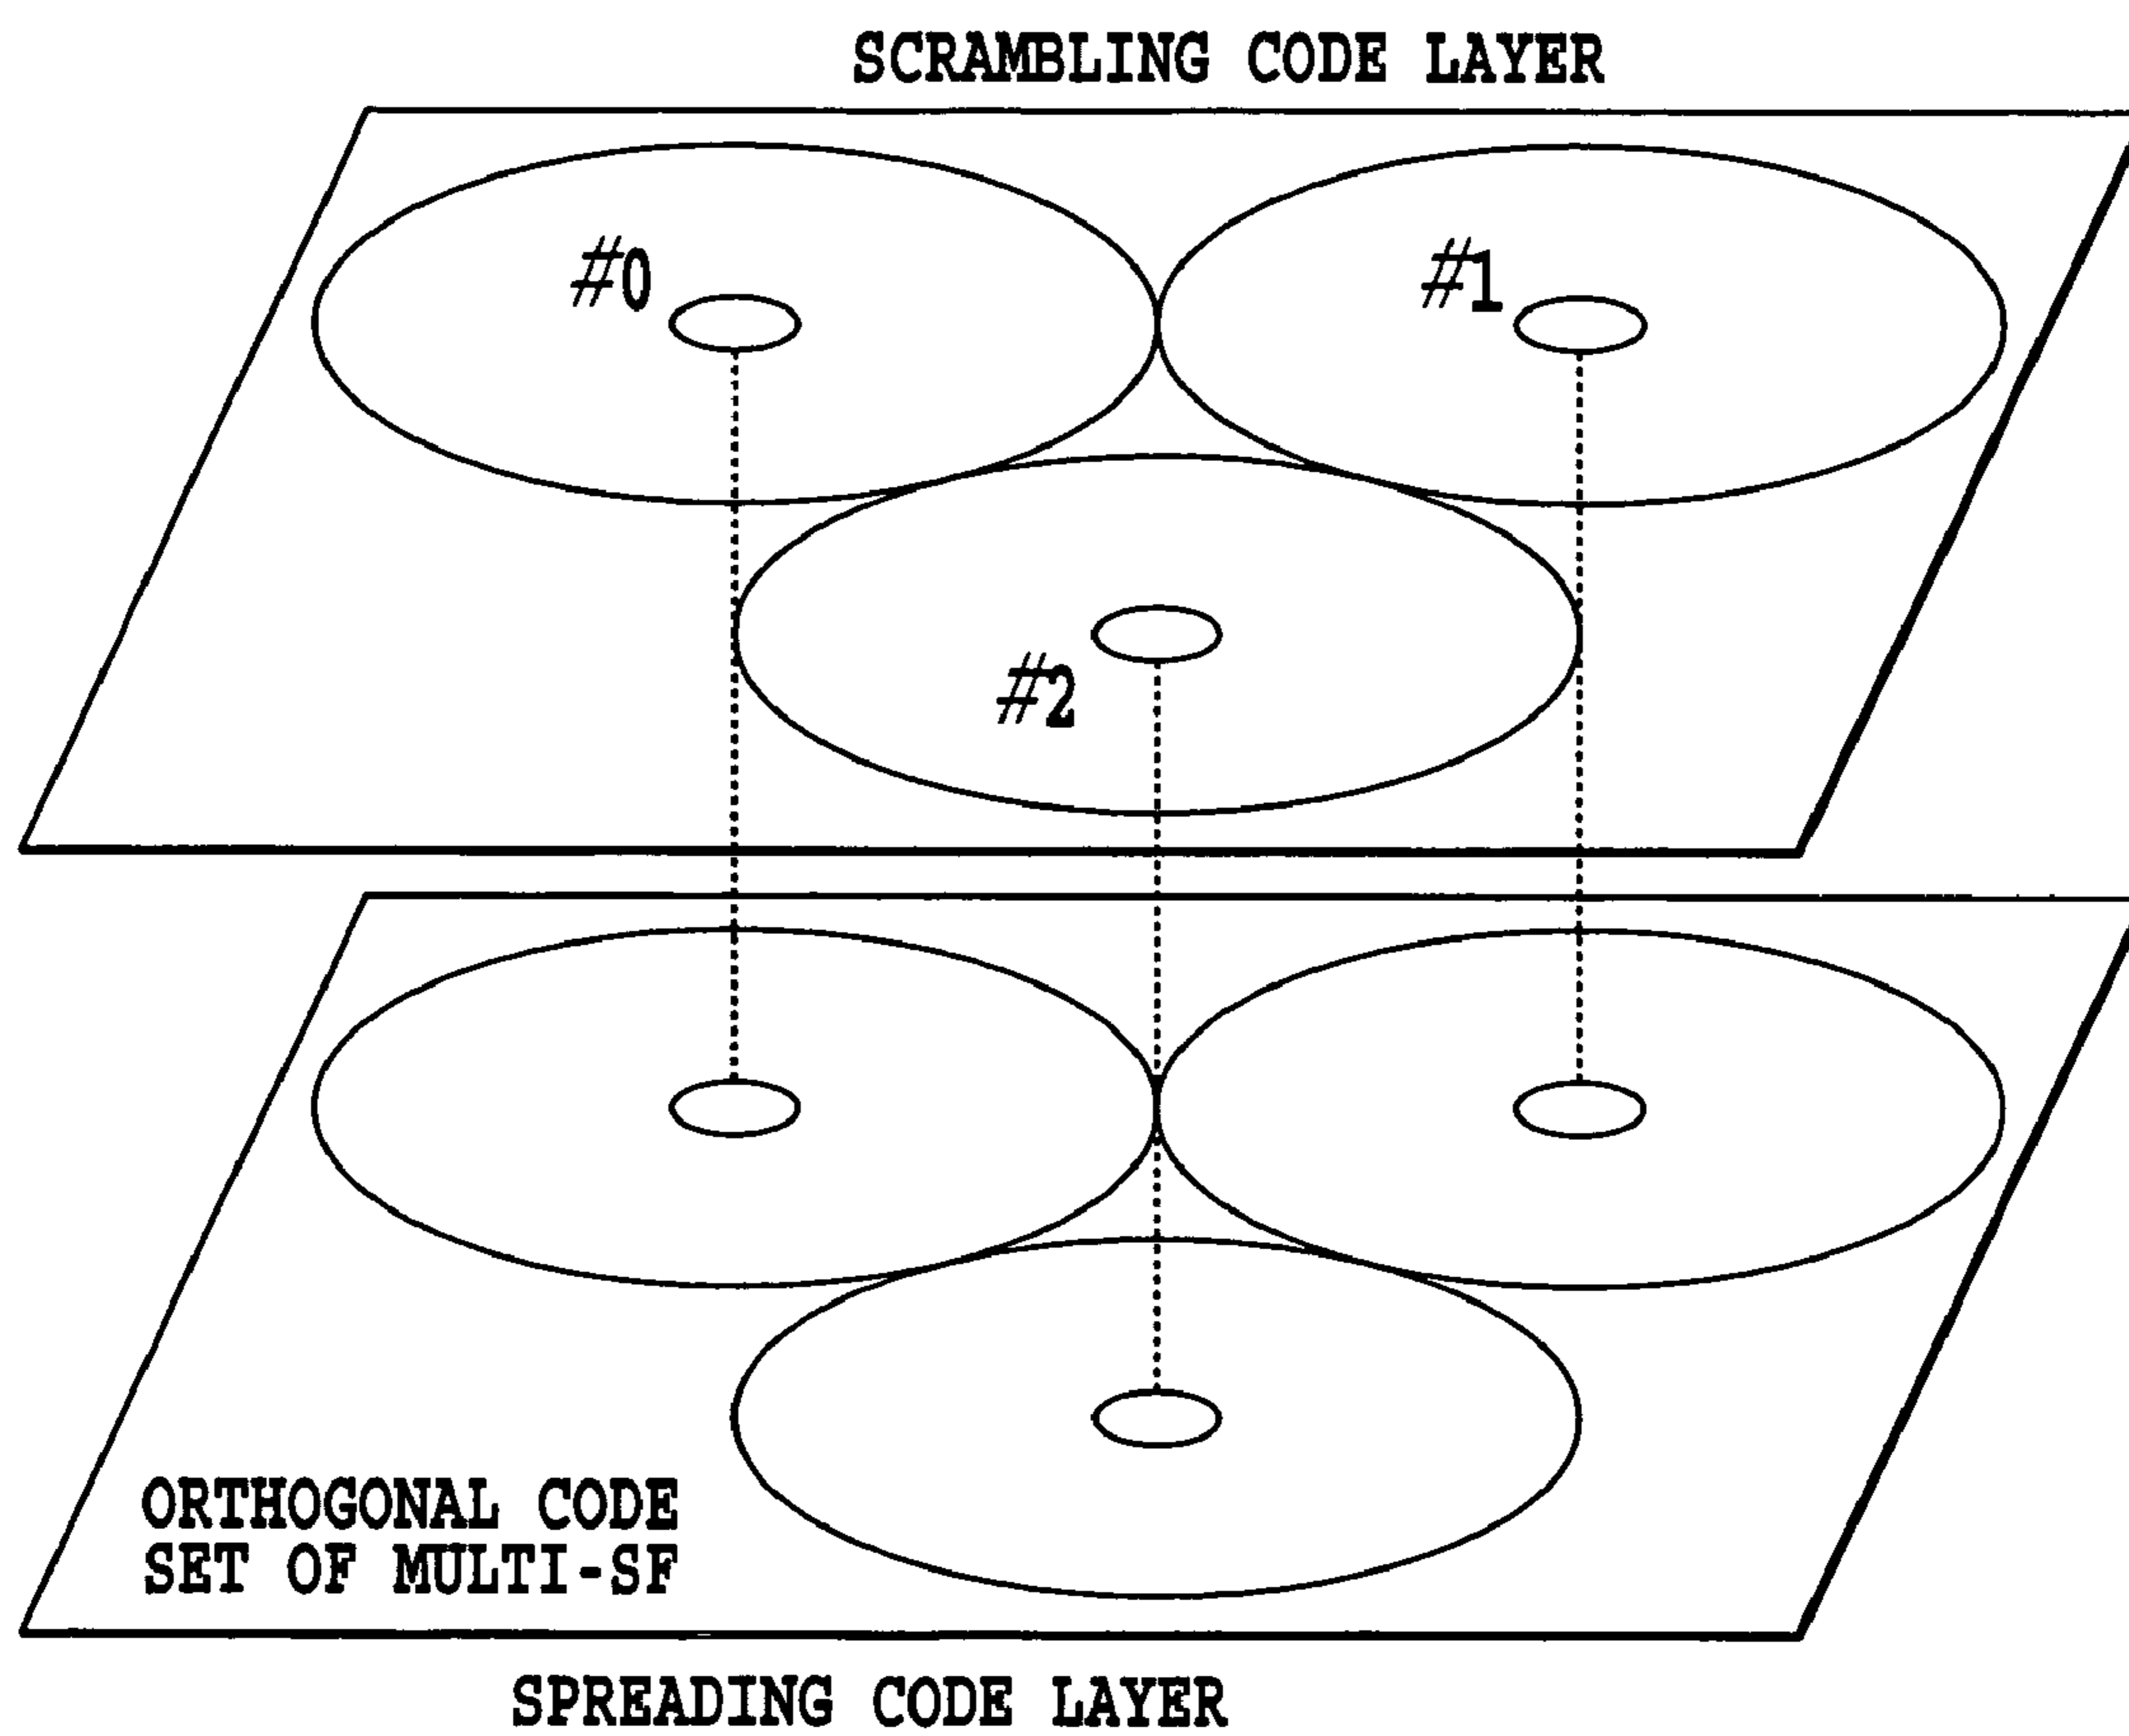 SCRAMBLING CODE LAYER
#0
#1
#2
ORTHOGONAL CODE
SET OF MULTI-SF
SPREADING CODE LAYER